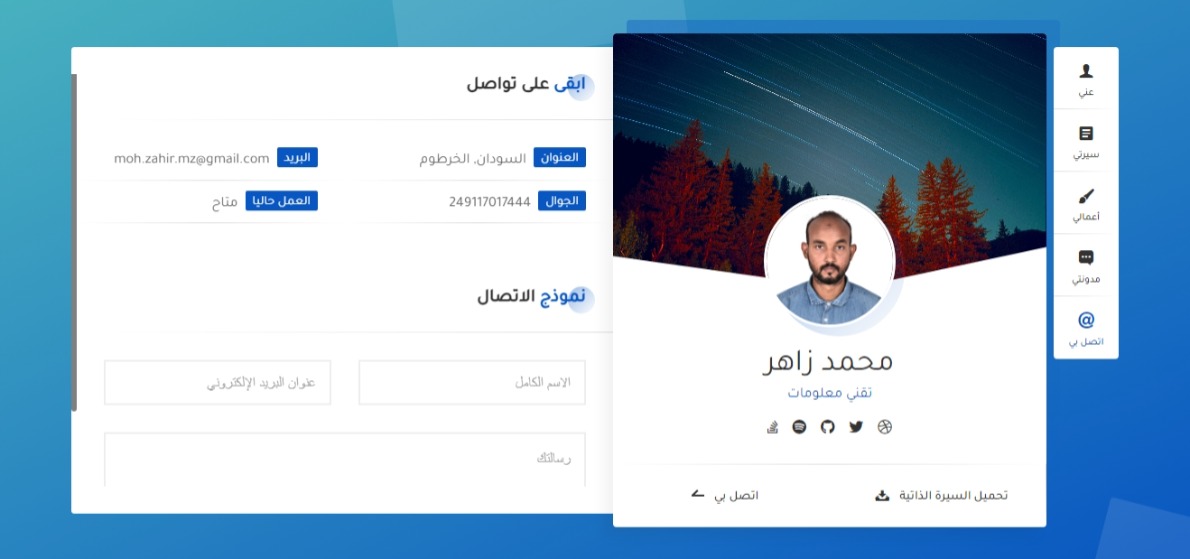 عني
سيرتي
أعمالي
مدونتي
@
اتصل بي
محمد زاهر
تقني معلومات
تحميل السيرة الذاتية
اتصل بي
ابقى على تواصل
العنوان السودان, الخرطوم
البريد moh.zahir.mz@gmail.com
الجوال 249117017444
العمل حاليا متاح
نموذج الاتصال
الاسم الكامل
عنوان البريد الإلكتروني
رسالتك